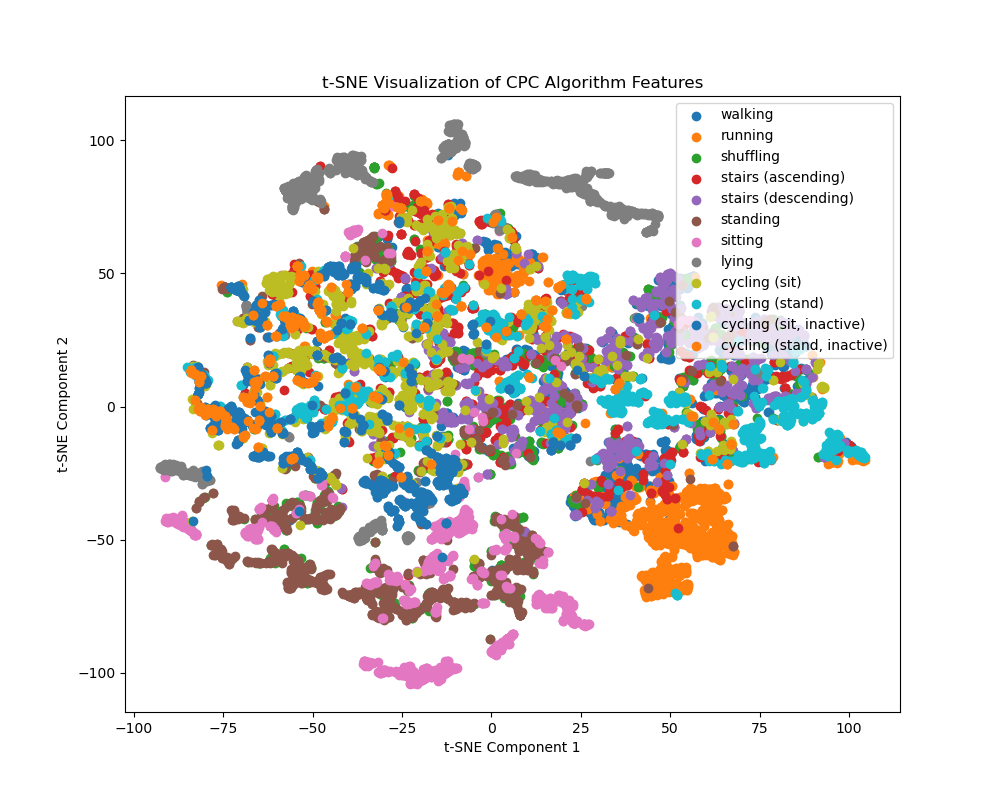 t-SNE Visualization of CPC Algorithm Features
walking
running
shuffling
stairs (ascending)
stairs (descending)
standing
sitting
lying
cycling (sit)
cycling (stand)
cycling (sit, inactive)
cycling (stand, inactive)
t-SNE Component 2
100
50
0
−50
−100
−100
−75
−50
−25
0
25
50
75
100
t-SNE Component 1